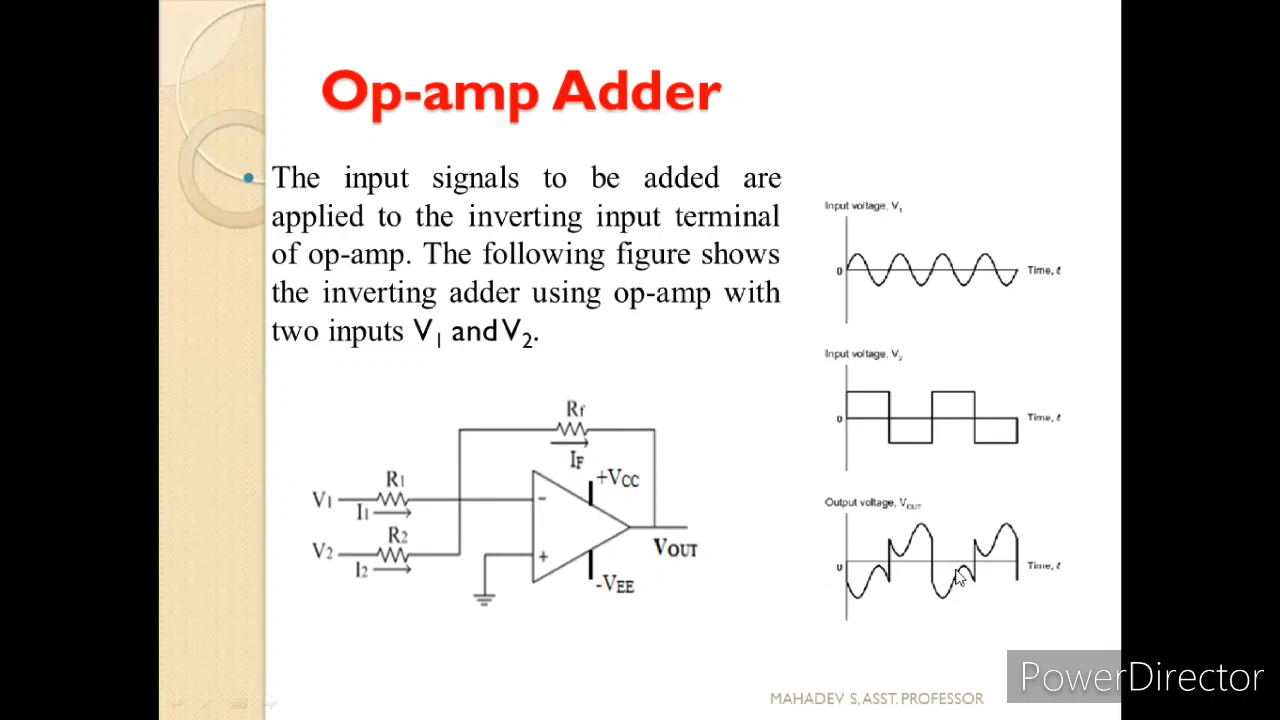 Op-amp Adder
The input signals to be added are
applied to the inverting input terminal
of op-amp. The following figure shows
the inverting adder using op-amp with
two inputs V1 and V2.
Input voltage, V1
0
Time, t
Input voltage, V2
0
Time, t
Output voltage, VOUT
0
Time, t
Rf
IF
+VCC
R1
V1
I1
-
R2
V2
I2
+
VOUT
-VEE
MAHADEV S, ASST. PROFESSOR
PowerDirector